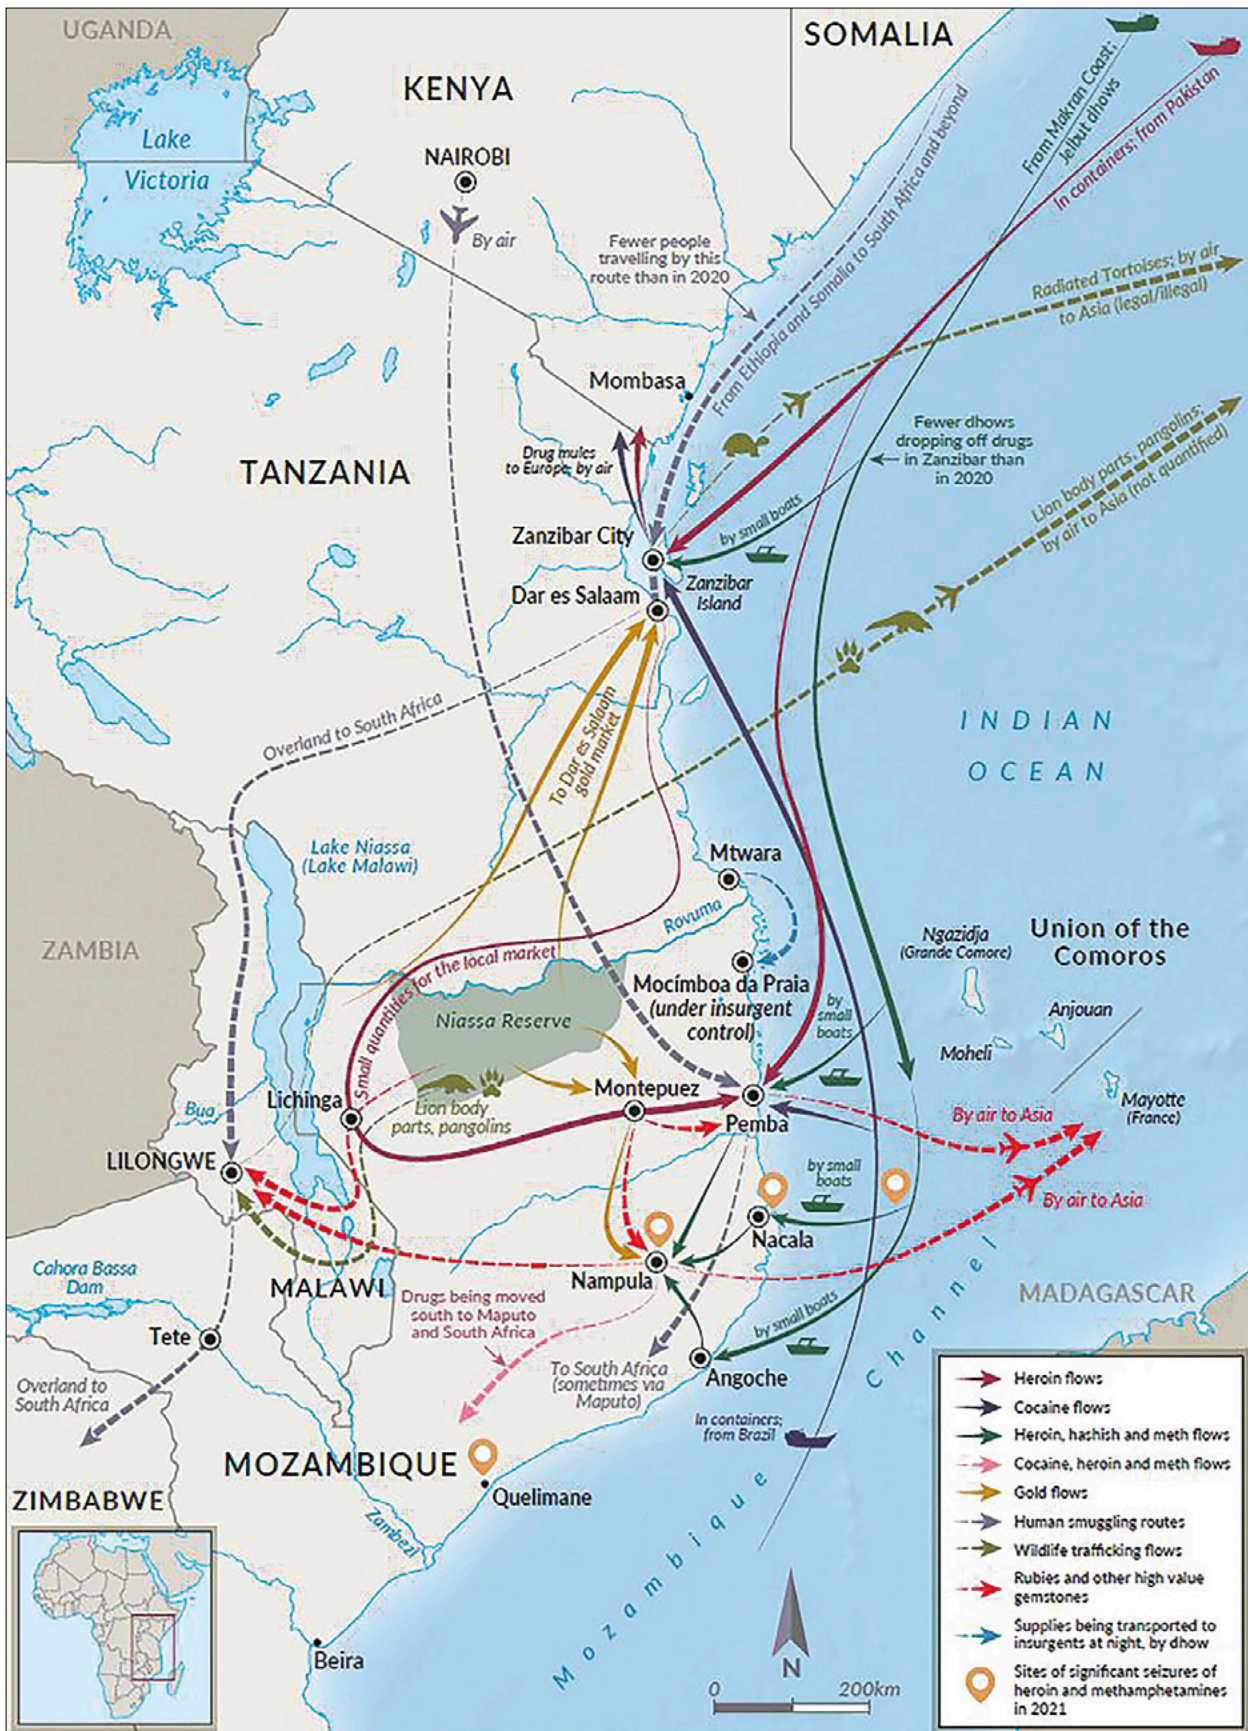 UGANDA
SOMALIA
KENYA
Lake
Victoria
NAIROBI
By air
Fewer people
travelling by this
route than in 2020
From Ethiopia and Somalia to South Africa and beyond
From Makran Coast;
Jelbut dhows
In containers; from Pakistan
Radiated Tortoises; by air
to Asia (legal/illegal)
Mombasa
Drug mules
to Europe, by air
Fewer dhows
dropping off drugs
in Zanzibar than
in 2020
Lion body parts, pangolins;
by air to Asia (not quantified)
TANZANIA
by small boats
Zanzibar City
Zanzibar
Island
Dar es Salaam
Overland to South Africa
To Dar es Salaam
gold market
INDIAN
OCEAN
Lake Niassa
(Lake Malawi)
Mtwara
Rovuma
ZAMBIA
Ngazidja
(Grande Comore)
Union of the
Comoros
Anjouan
Moheli
Mayotte
(France)
Mocímboa da Praia
(under insurgent
control)
by
small
boats
Small quantities for the local market
Niassa Reserve
Lichinga
Lion body
parts, pangolins
Montepuez
Pemba
By air to Asia
Bua
LILONGWE
by small
boats
By air to Asia
Nacala
Nampula
Cahora Bassa
Dam
MALAWI
MADAGASCAR
Drugs being moved
south to Maputo
and South Africa
by small boats
Tete
To South Africa
(sometimes via
Maputo)
Angoche
Overland to
South Africa
In containers;
from Brazil
MOZAMBIQUE
Quelimane
ZIMBABWE
Zambezi
Mozambique Channel
Beira
N
0 200km
Heroin flows
Cocaine flows
Heroin, hashish and meth flows
Cocaine, heroin and meth flows
Gold flows
Human smuggling routes
Wildlife trafficking flows
Rubies and other high value
gemstones
Supplies being transported to
insurgents at night, by dhow
Sites of significant seizures of
heroin and methamphetamines
in 2021